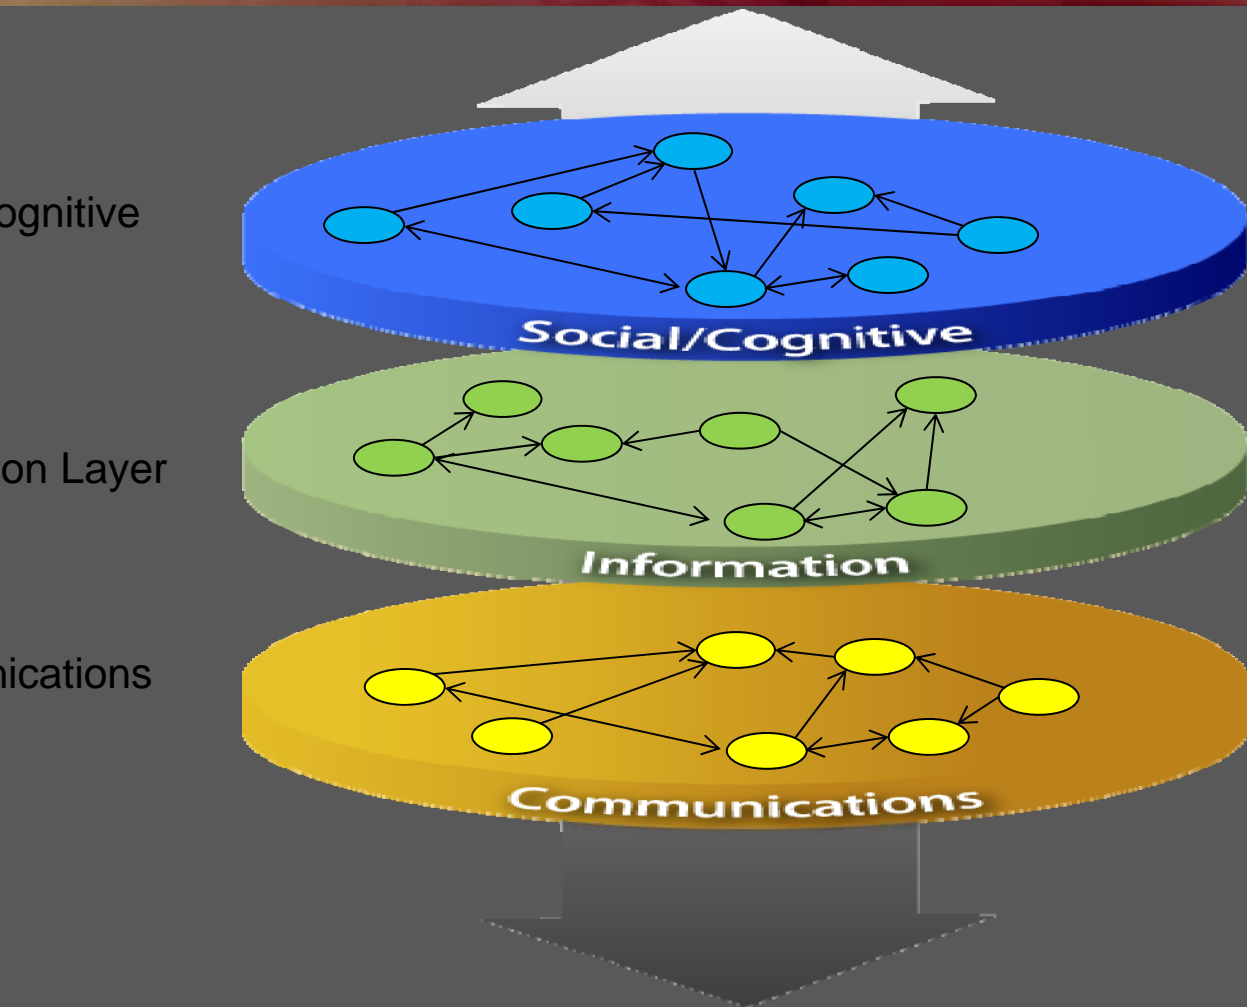 ognitive
Social/Cognitive
on Layer
Information
nications
Communications